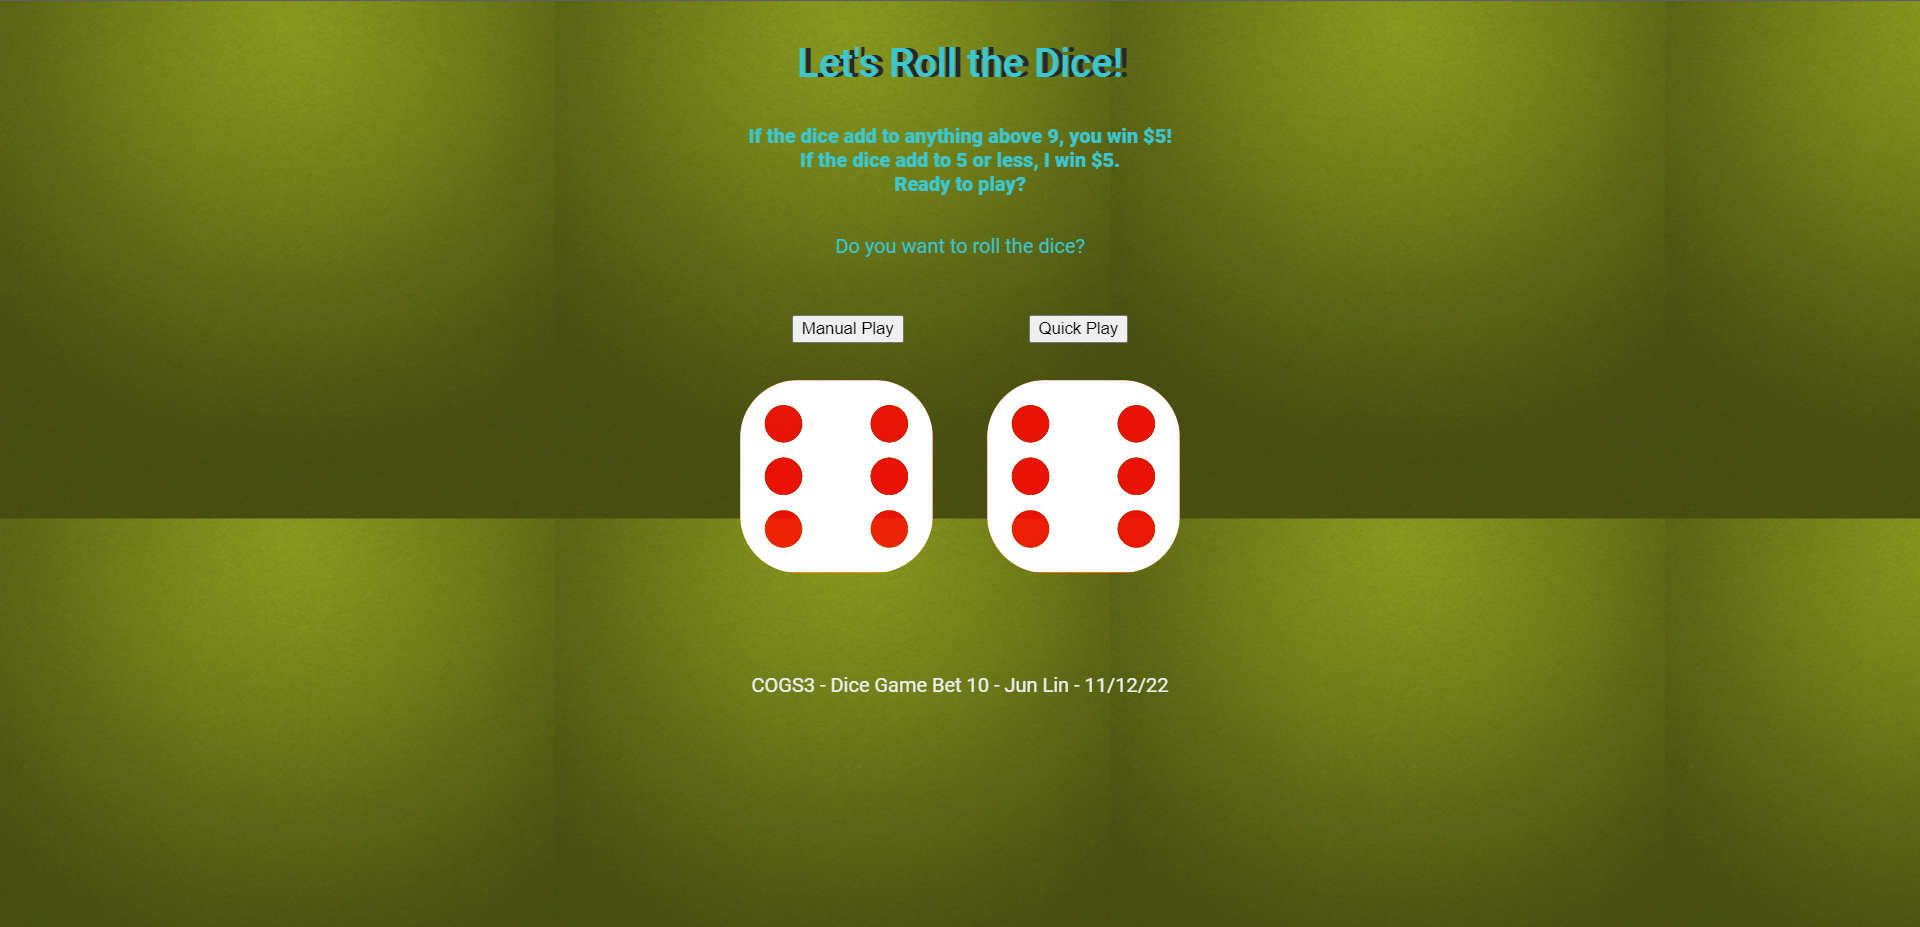 Let's Roll the Dice!
If the dice add to anything above 9, you win $5!
If the dice add to 5 or less, I win $5.
Ready to play?
Do you want to roll the dice?
Manual Play
Quick Play
COGS3 - Dice Game Bet 10 - Jun Lin - 11/12/22